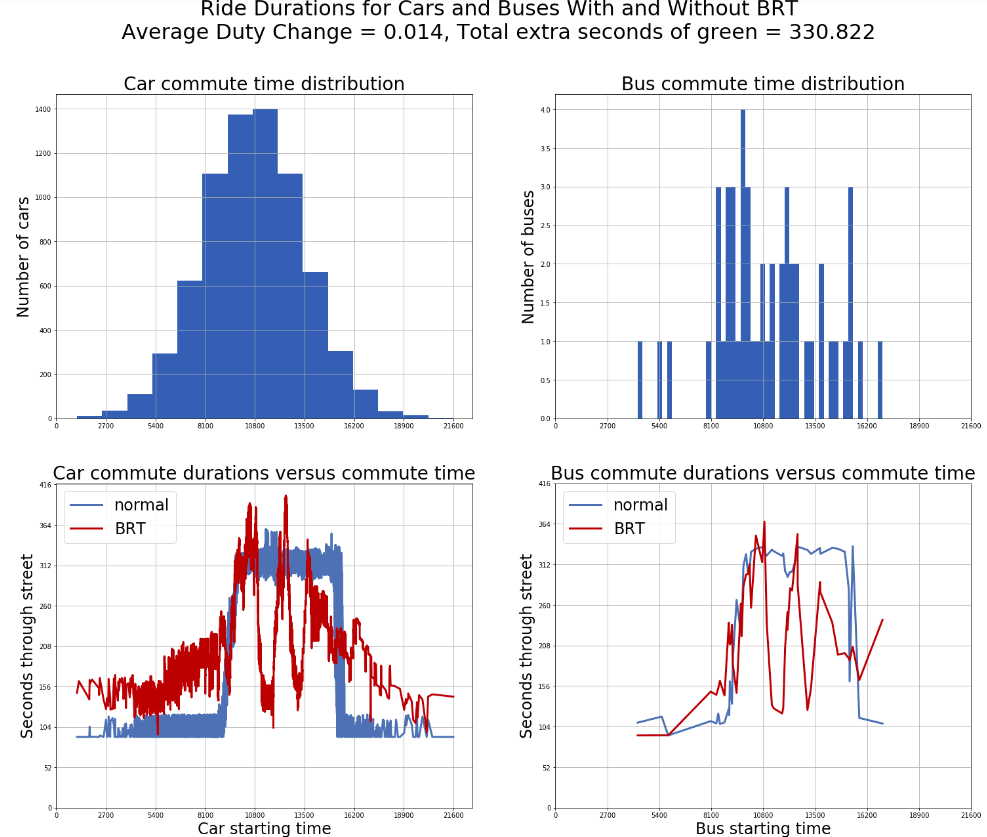 Ride Durations for Cars and Buses With and Without BRT
Average Duty Change = 0.014, Total extra seconds of green = 330.822
Car commute time distribution
Number of cars
1400
1200
1000
800
600
400
200
0
0 2700 5400 8100 10800 13500 16200 18900 21600
Bus commute time distribution
Number of buses
4.0
3.5
3.0
2.5
2.0
1.5
1.0
0.5
0.0
0 2700 5400 8100 10800 13500 16200 18900 21600
Car commute durations versus commute time
normal
BRT
Seconds through street
416
364
312
260
208
156
104
52
0
0 2700 5400 8100 10800 13500 16200 18900 21600
Car starting time
Bus commute durations versus commute time
normal
BRT
Seconds through street
416
364
312
260
208
156
104
52
0
0 2700 5400 8100 10800 13500 16200 18900 21600
Bus starting time